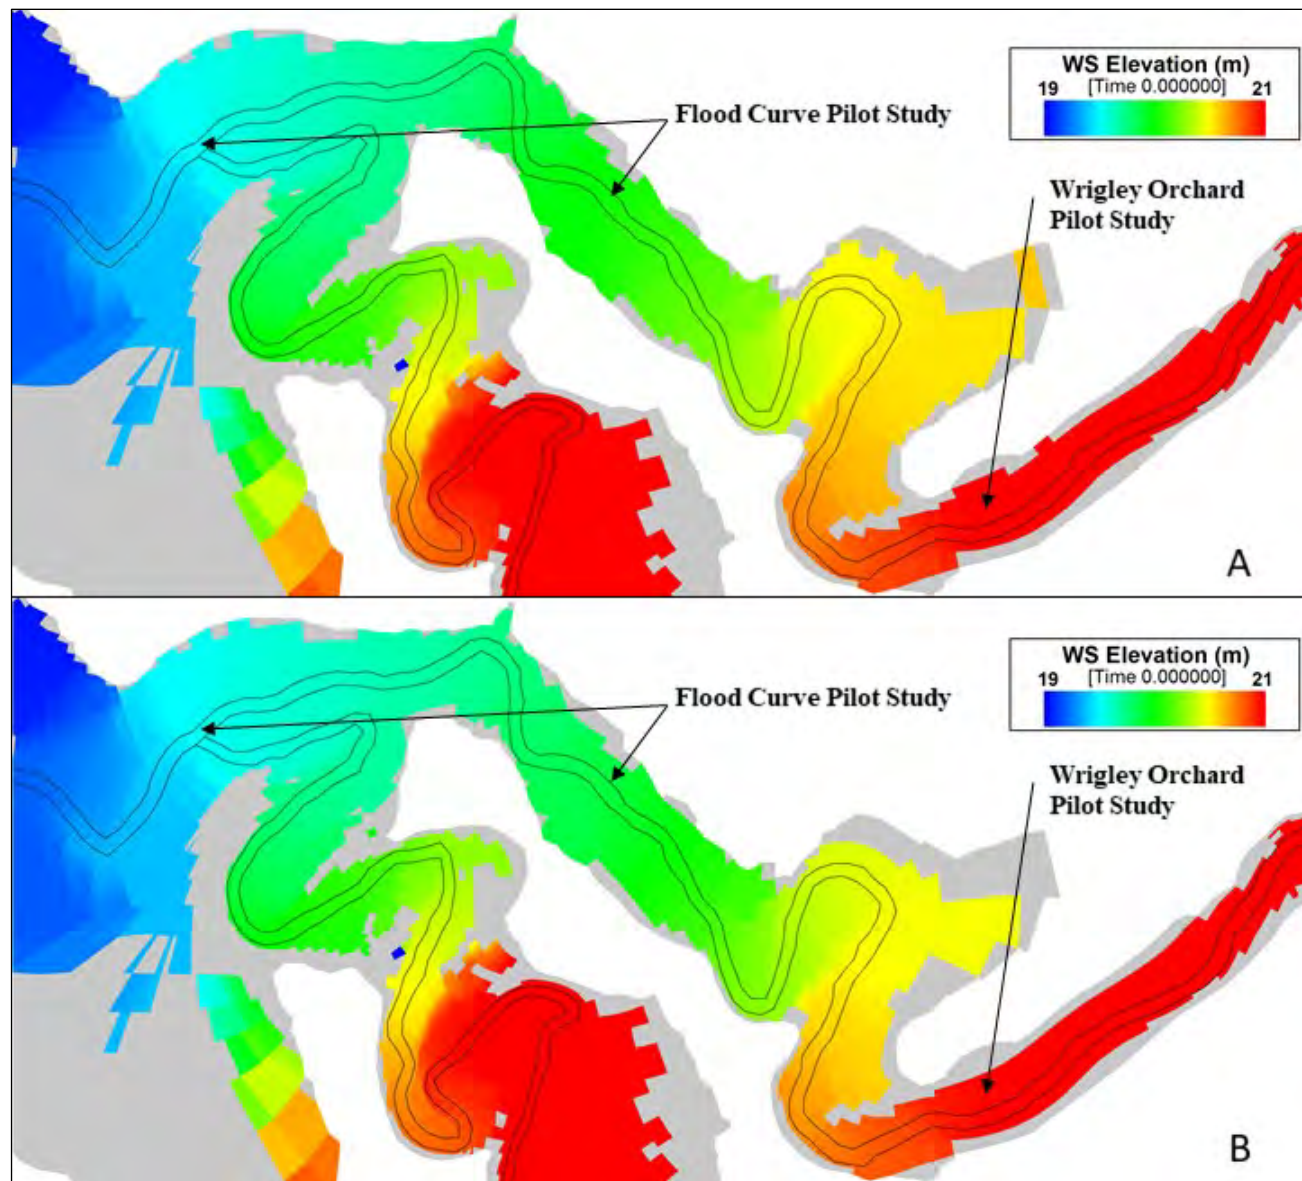 WS Elevation (m)
19 [Time 0.000000] 21
Flood Curve Pilot Study
Wrigley Orchard
Pilot Study
A
WS Elevation (m)
19 [Time 0.000000] 21
Flood Curve Pilot Study
Wrigley Orchard
Pilot Study
B